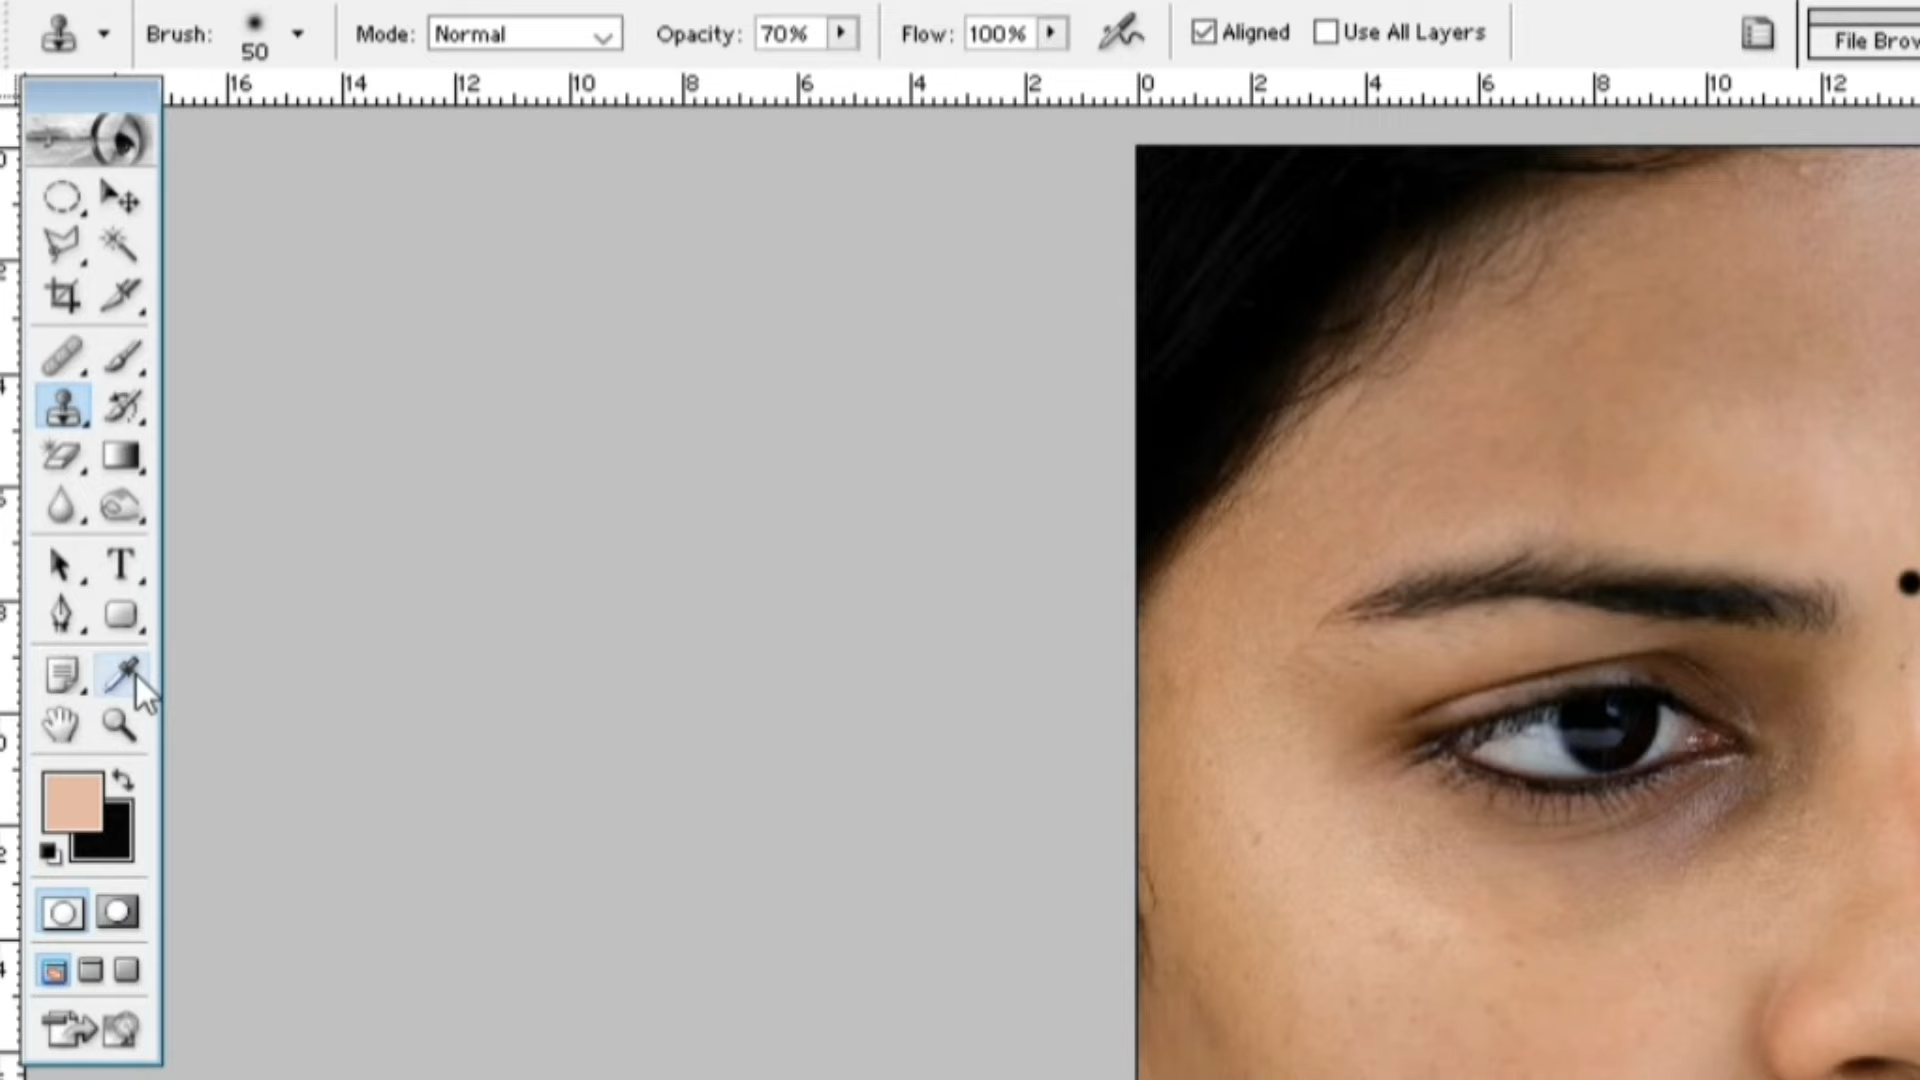 Brush: 50 Mode: Normal Opacity: 70% Flow: 100% Aligned Use All Layers File Brow
16 14 12 10 8 6 4 2 0 2 4 6 8 10 12
T